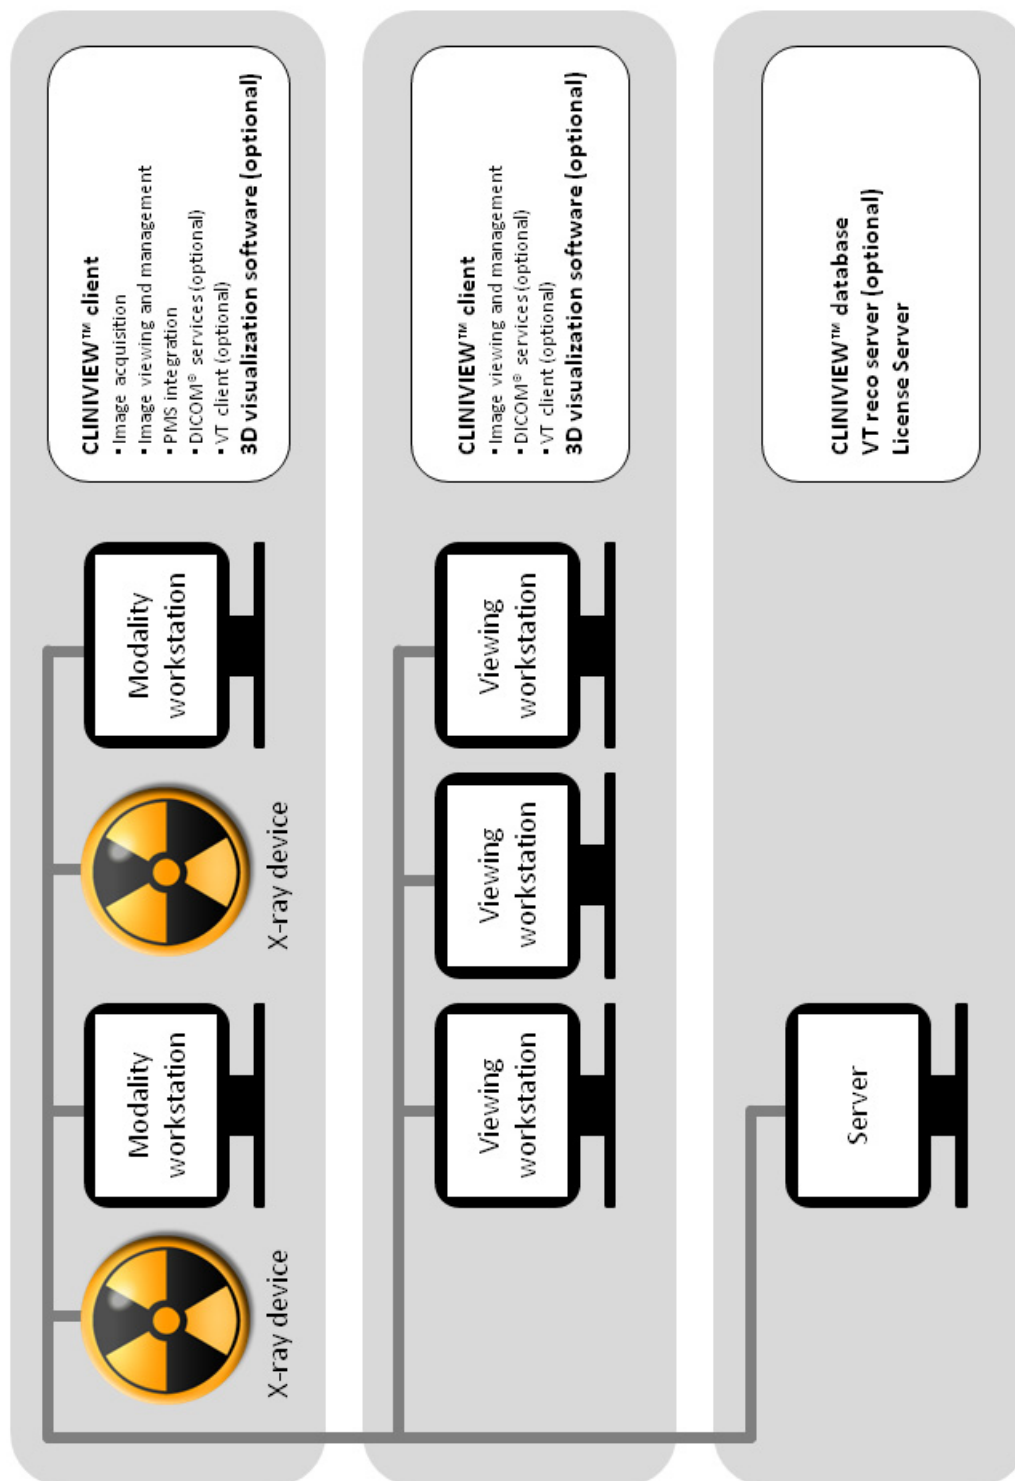 X-ray device
Modality
workstation
X-ray device
Modality
workstation
CLINIVIEW™ client
▪ Image acquisition
▪ Image viewing and management
▪ PMS integration
▪ DICOM® services (optional)
▪ VT client (optional)
3D visualization software (optional)
Viewing
workstation
Viewing
workstation
Viewing
workstation
CLINIVIEW™ client
▪ Image viewing and management
▪ DICOM® services (optional)
▪ VT client (optional)
3D visualization software (optional)
Server
CLINIVIEW™ database
VT reco server (optional)
License Server